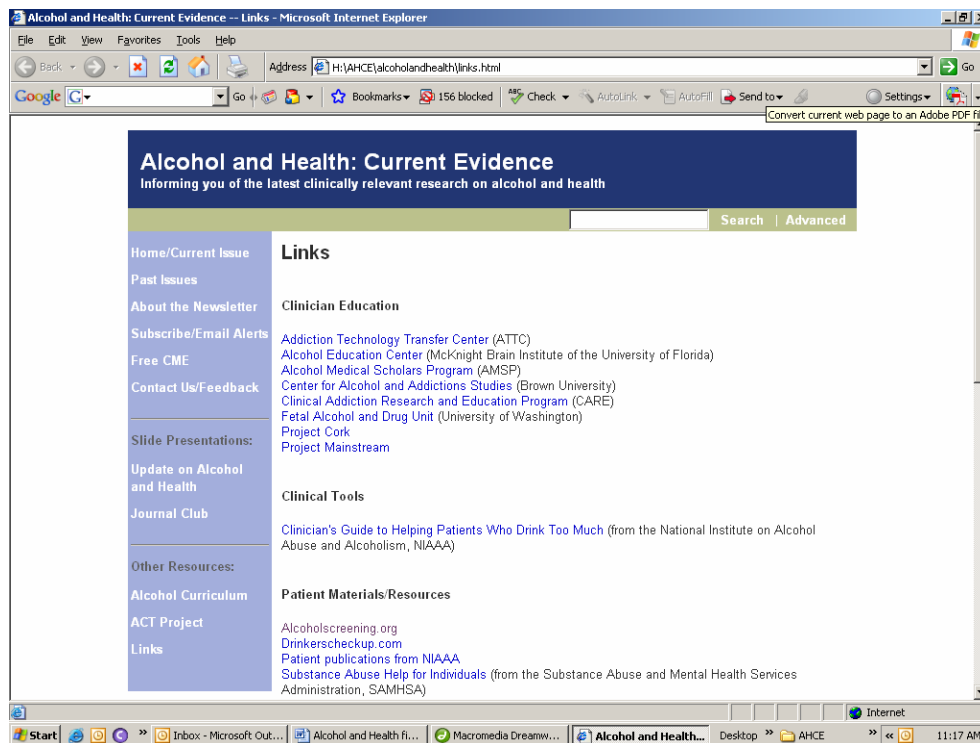 Alcohol and Health: Current Evidence -- Links - Microsoft Internet Explorer
File Edit View Favorites Tools Help
Back Address H:\AHCE\alcoholandhealth\links.html Go
Google G Go Bookmarks 156 blocked ABC Check AutoLink AutoFill Send to Settings
Convert current web page to an Adobe PDF fi
Alcohol and Health: Current Evidence
Informing you of the latest clinically relevant research on alcohol and health
Search | Advanced
Home/Current Issue
Past Issues
About the Newsletter
Subscribe/Email Alerts
Free CME
Contact Us/Feedback
Slide Presentations:
Update on Alcohol
and Health
Journal Club
Other Resources:
Alcohol Curriculum
ACT Project
Links
Links
Clinician Education
Addiction Technology Transfer Center (ATTC)
Alcohol Education Center (McKnight Brain Institute of the University of Florida)
Alcohol Medical Scholars Program (AMSP)
Center for Alcohol and Addictions Studies (Brown University)
Clinical Addiction Research and Education Program (CARE)
Fetal Alcohol and Drug Unit (University of Washington)
Project Cork
Project Mainstream
Clinical Tools
Clinician's Guide to Helping Patients Who Drink Too Much (from the National Institute on Alcohol
Abuse and Alcoholism, NIAAA)
Patient Materials/Resources
Alcoholscreening.org
Drinkerscheckup.com
Patient publications from NIAAA
Substance Abuse Help for Individuals (from the Substance Abuse and Mental Health Services
Administration, SAMHSA)
Internet
Start » Inbox - Microsoft Out... Alcohol and Health fi... Macromedia Dreamw... Alcohol and Health... Desktop » AHCE » « 11:17 AM